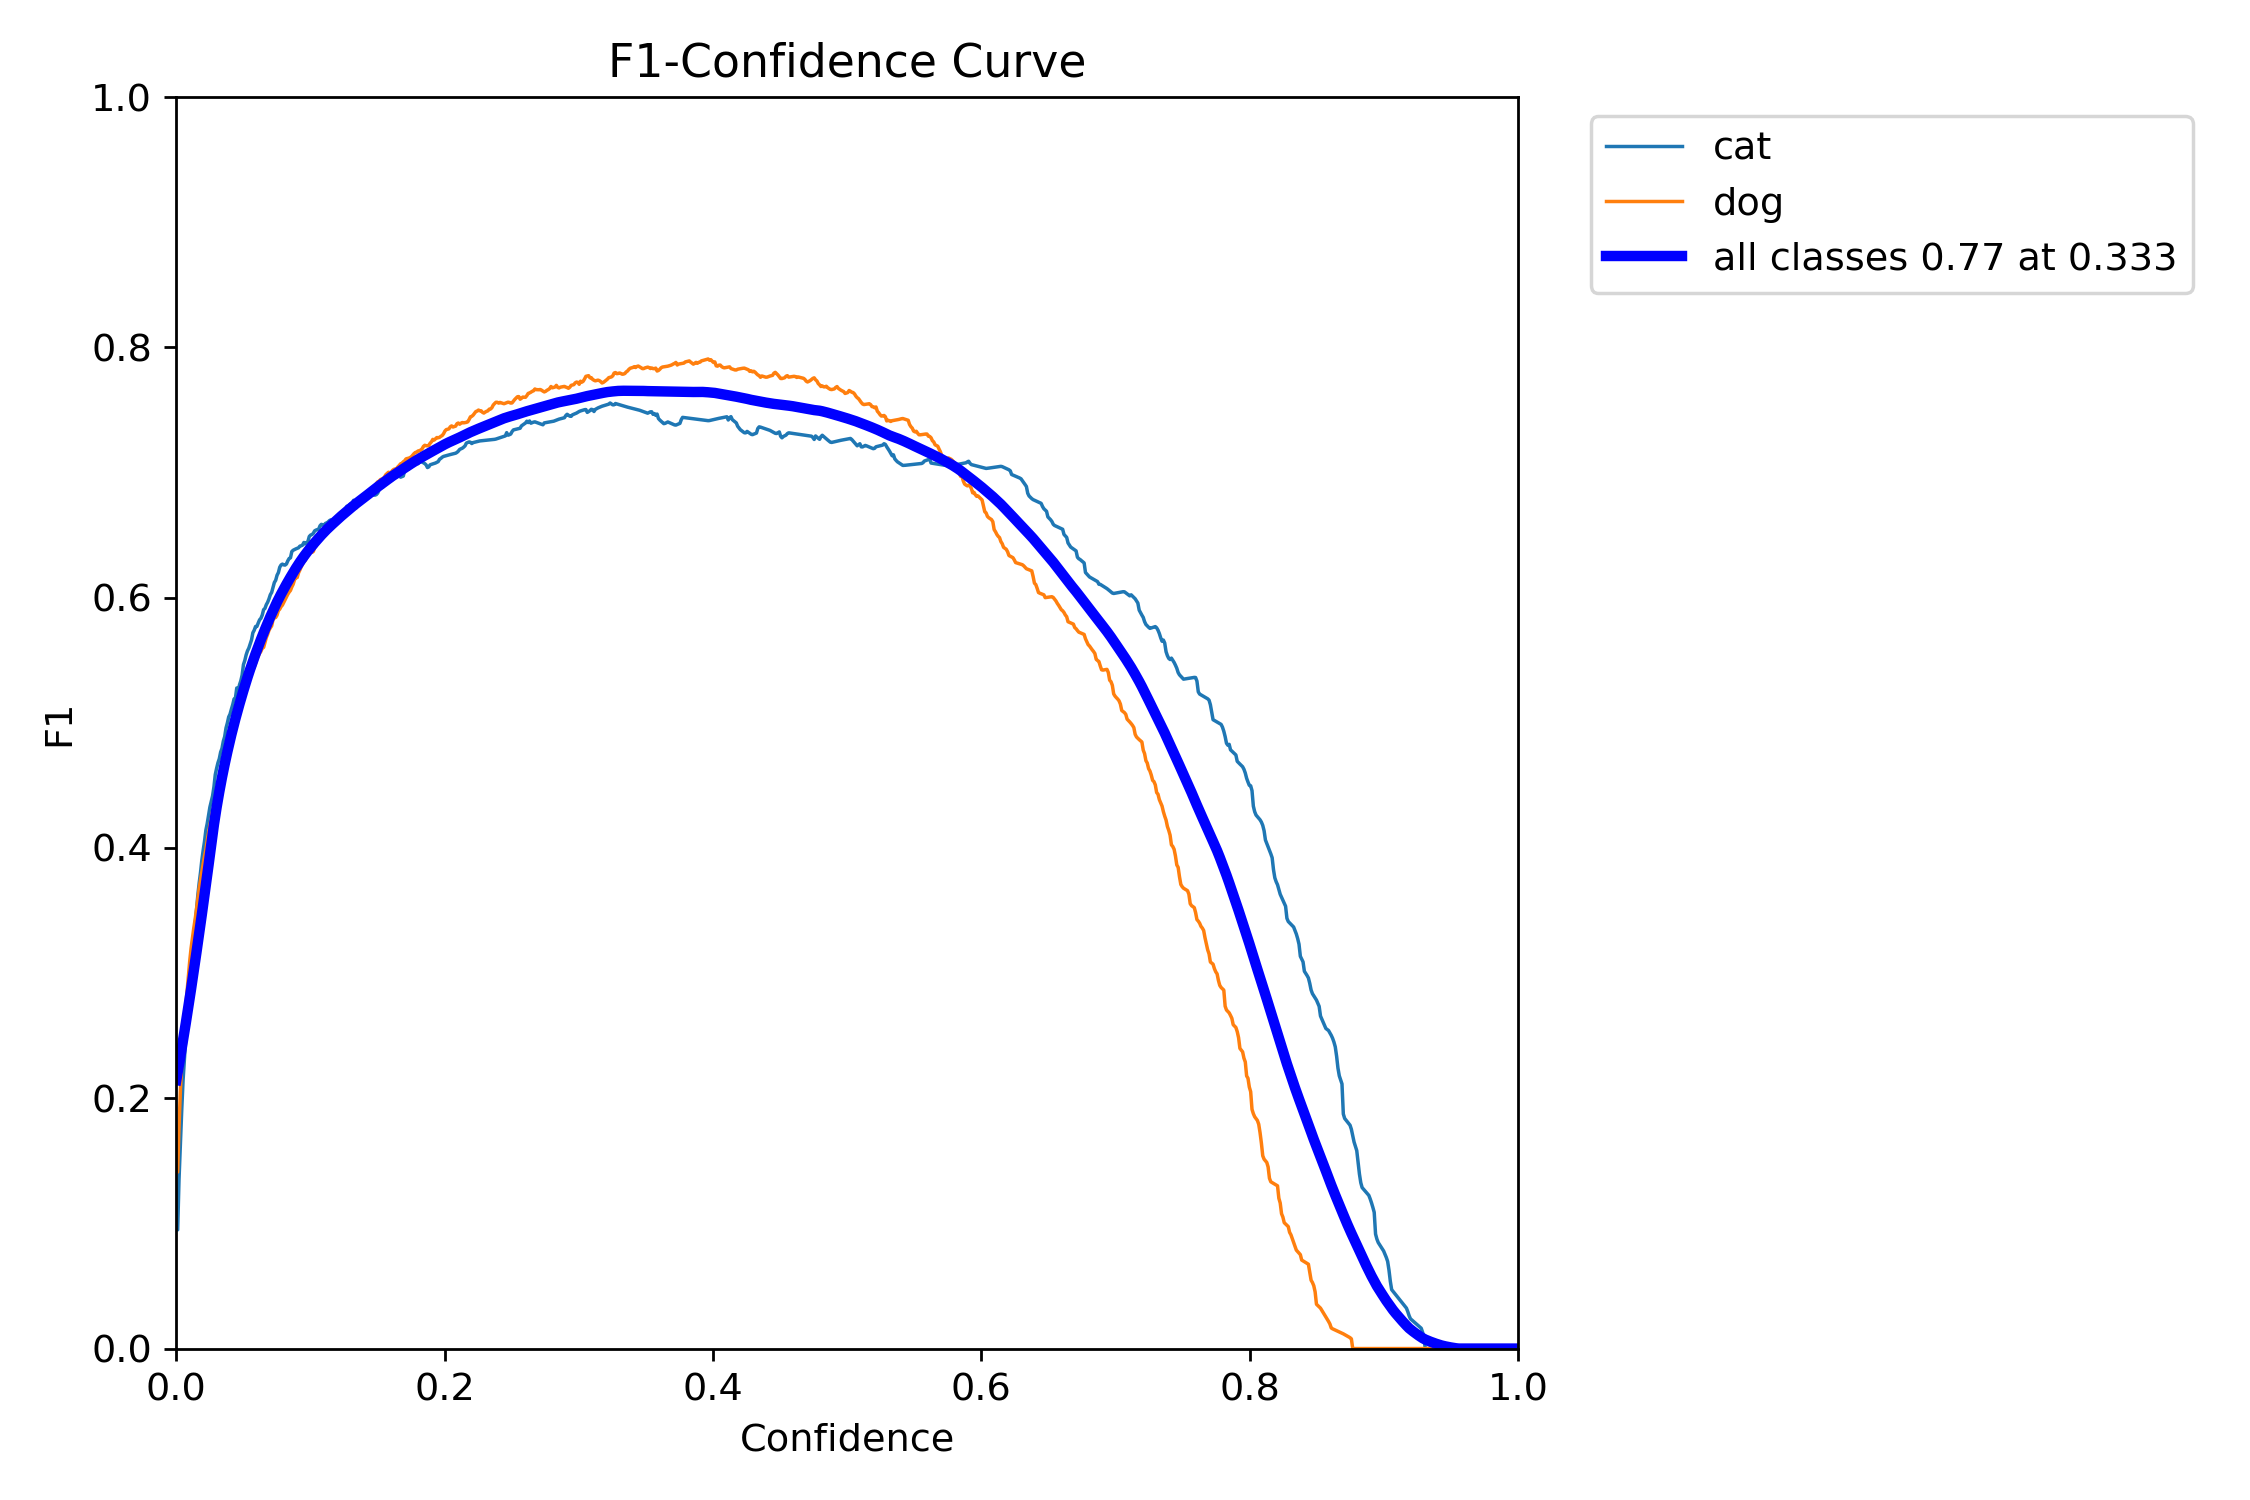 F1-Confidence Curve
1.0
0.8
0.6
0.4
0.2
0.0
F1
0.0 0.2 0.4 0.6 0.8 1.0
Confidence
cat
dog
all classes 0.77 at 0.333